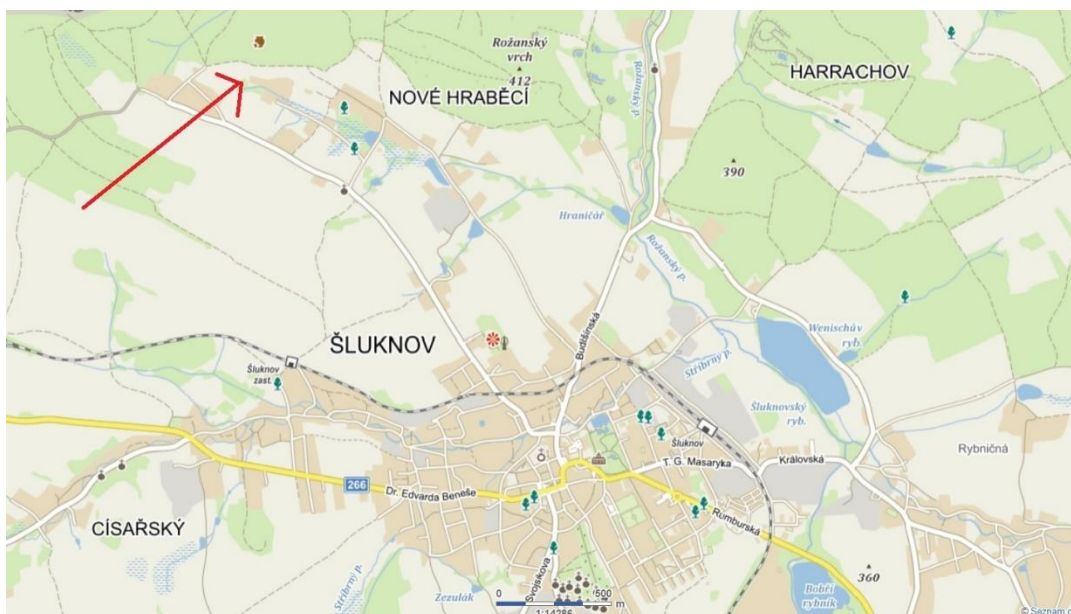 Rožanský
vrch
412
HARRACHOV
NOVÉ HRABĚCÍ
Rožanský p.
390
Hraničář
Rožanský p.
Budišínská
Wenischův
ryb.
ŠLUKNOV
Šluknov
zast.
Stříbrný p.
Šluknovský
ryb.
Šluknov
T. G. Masaryka
Královská
Rybničná
266
Dr. Edvarda Beneše
Rumburská
CÍSAŘSKÝ
Stříbrný p.
Zezulák
Svojsíkova
Bobří
rybník
360
0 500
m
1:14286
© Seznam.c